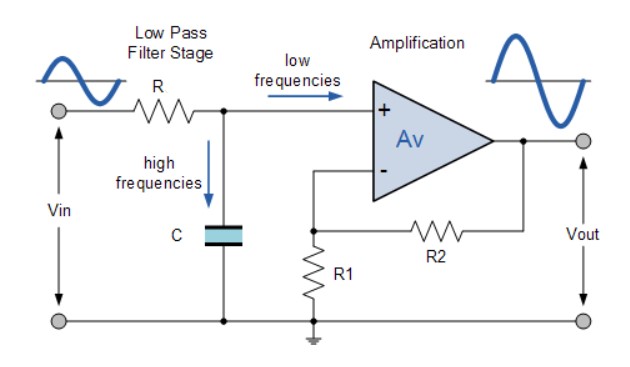 Low Pass
Filter Stage
Amplification
low
frequencies
R
+
Av
-
high
frequencies
Vin
C
R1
R2
Vout